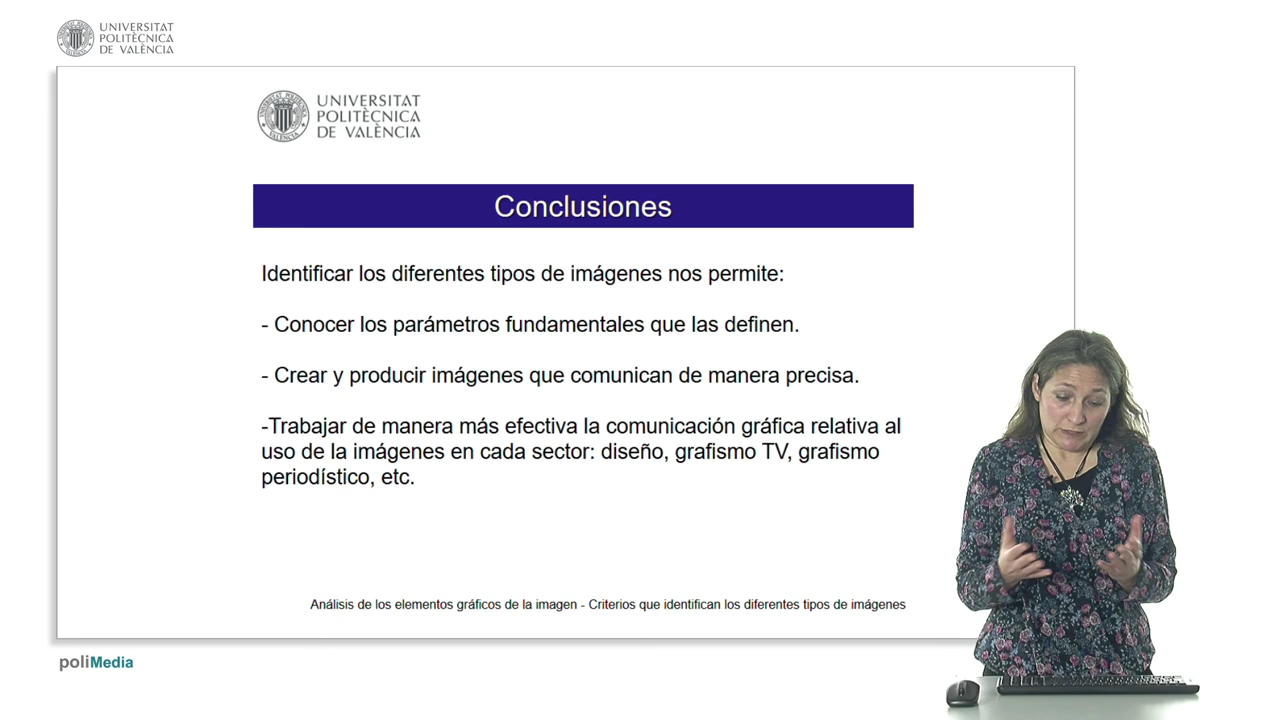 UNIVERSITAT
POLITÈCNICA
DE VALÈNCIA
UNIVERSITAT
POLITÈCNICA
DE VALÈNCIA
Conclusiones
Identificar los diferentes tipos de imágenes nos permite:
- Conocer los parámetros fundamentales que las definen.
- Crear y producir imágenes que comunican de manera precisa.
-Trabajar de manera más efectiva la comunicación gráfica relativa al
uso de la imágenes en cada sector: diseño, grafismo TV, grafismo
periodístico, etc.
Análisis de los elementos gráficos de la imagen - Criterios que identifican los diferentes tipos de imágenes
poliMedia